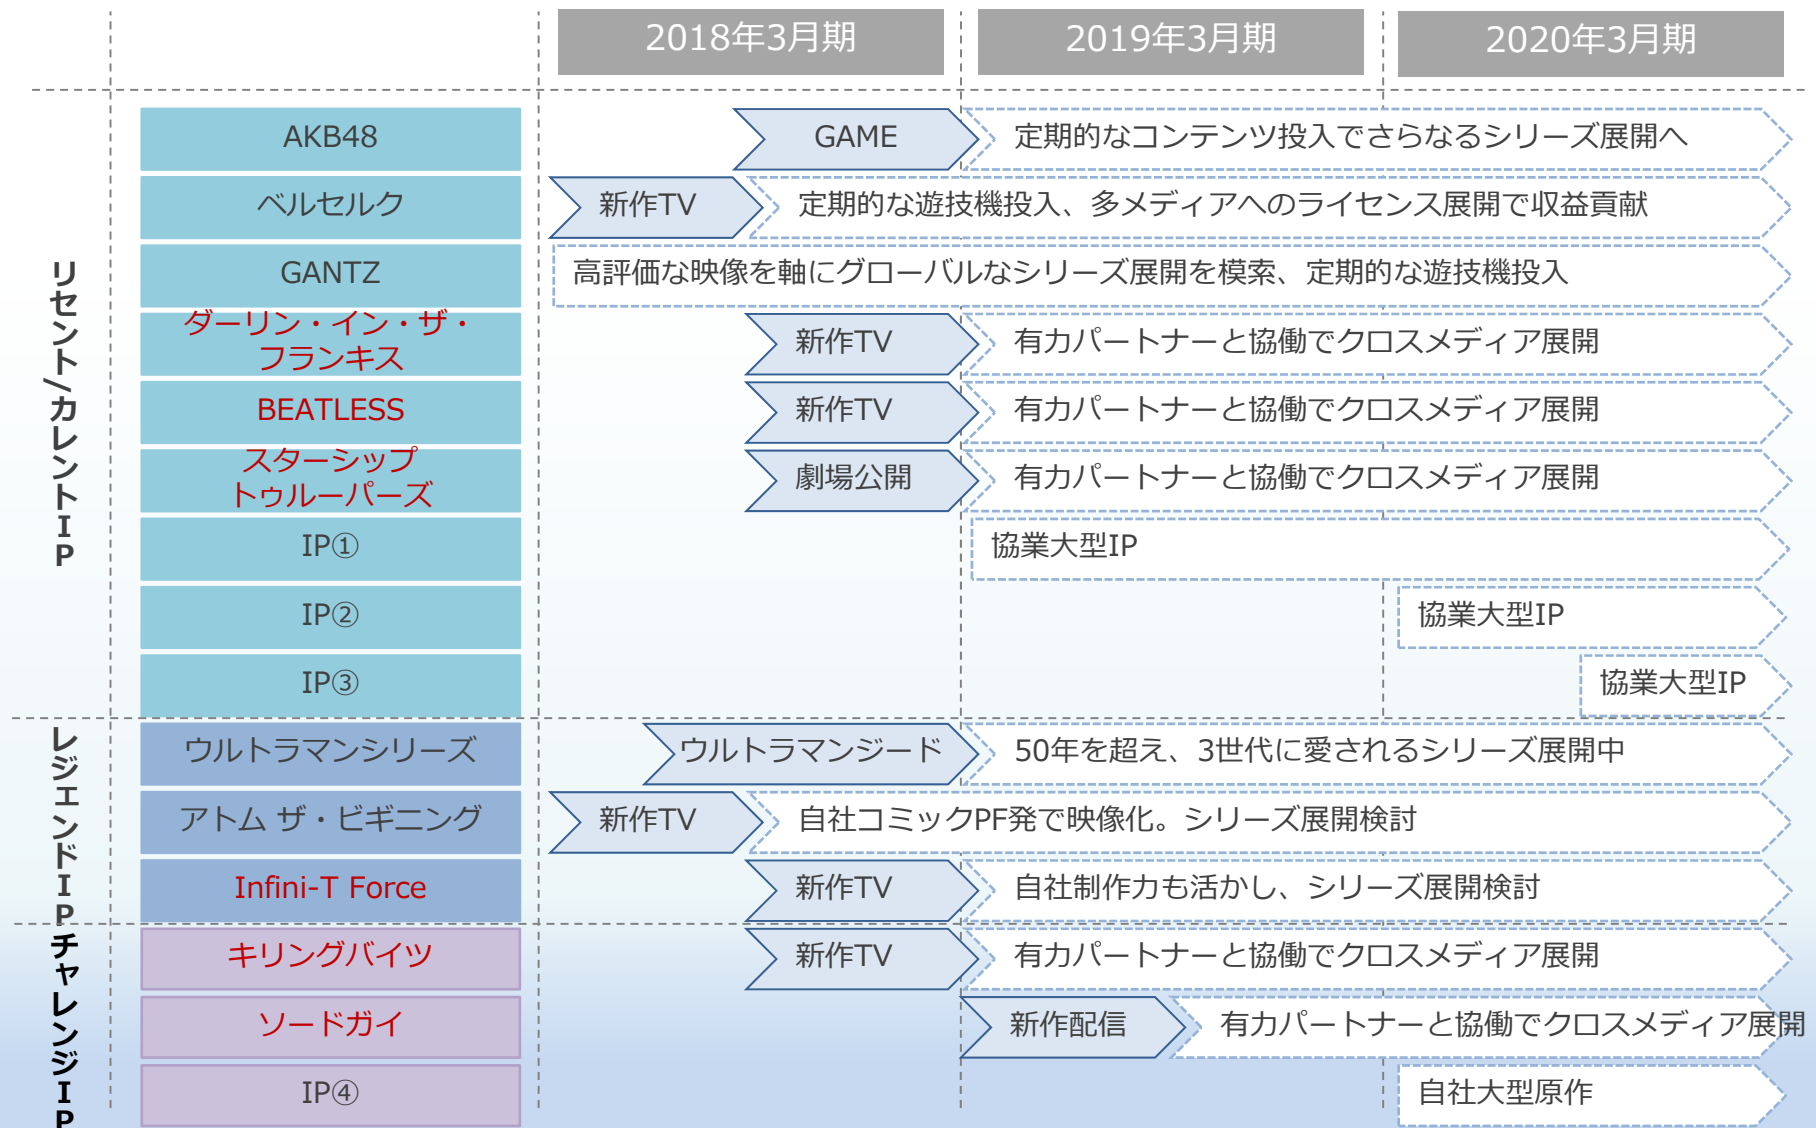 2018年3月期
2019年3月期
2020年3月期
リセント/カレントIP
AKB48
GAME
定期的なコンテンツ投入でさらなるシリーズ展開へ
ベルセルク
新作TV
定期的な遊技機投入、多メディアへのライセンス展開で収益貢献
GANTZ
高評価な映像を軸にグローバルなシリーズ展開を模索、定期的な遊技機投入
ダーリン・イン・ザ・
フランキス
新作TV
有力パートナーと協働でクロスメディア展開
BEATLESS
新作TV
有力パートナーと協働でクロスメディア展開
スターシップ
トゥルーパーズ
劇場公開
有力パートナーと協働でクロスメディア展開
IP①
協業大型IP
IP②
協業大型IP
IP③
協業大型IP
レジェンドIP
ウルトラマンシリーズ
ウルトラマンジード
50年を超え、3世代に愛されるシリーズ展開中
アトム ザ・ビギニング
新作TV
自社コミックPF発で映像化。シリーズ展開検討
Infini-T Force
新作TV
自社制作力も活かし、シリーズ展開検討
チャレンジIP
キリングバイツ
新作TV
有力パートナーと協働でクロスメディア展開
ソードガイ
新作配信
有力パートナーと協働でクロスメディア展開
IP④
自社大型原作